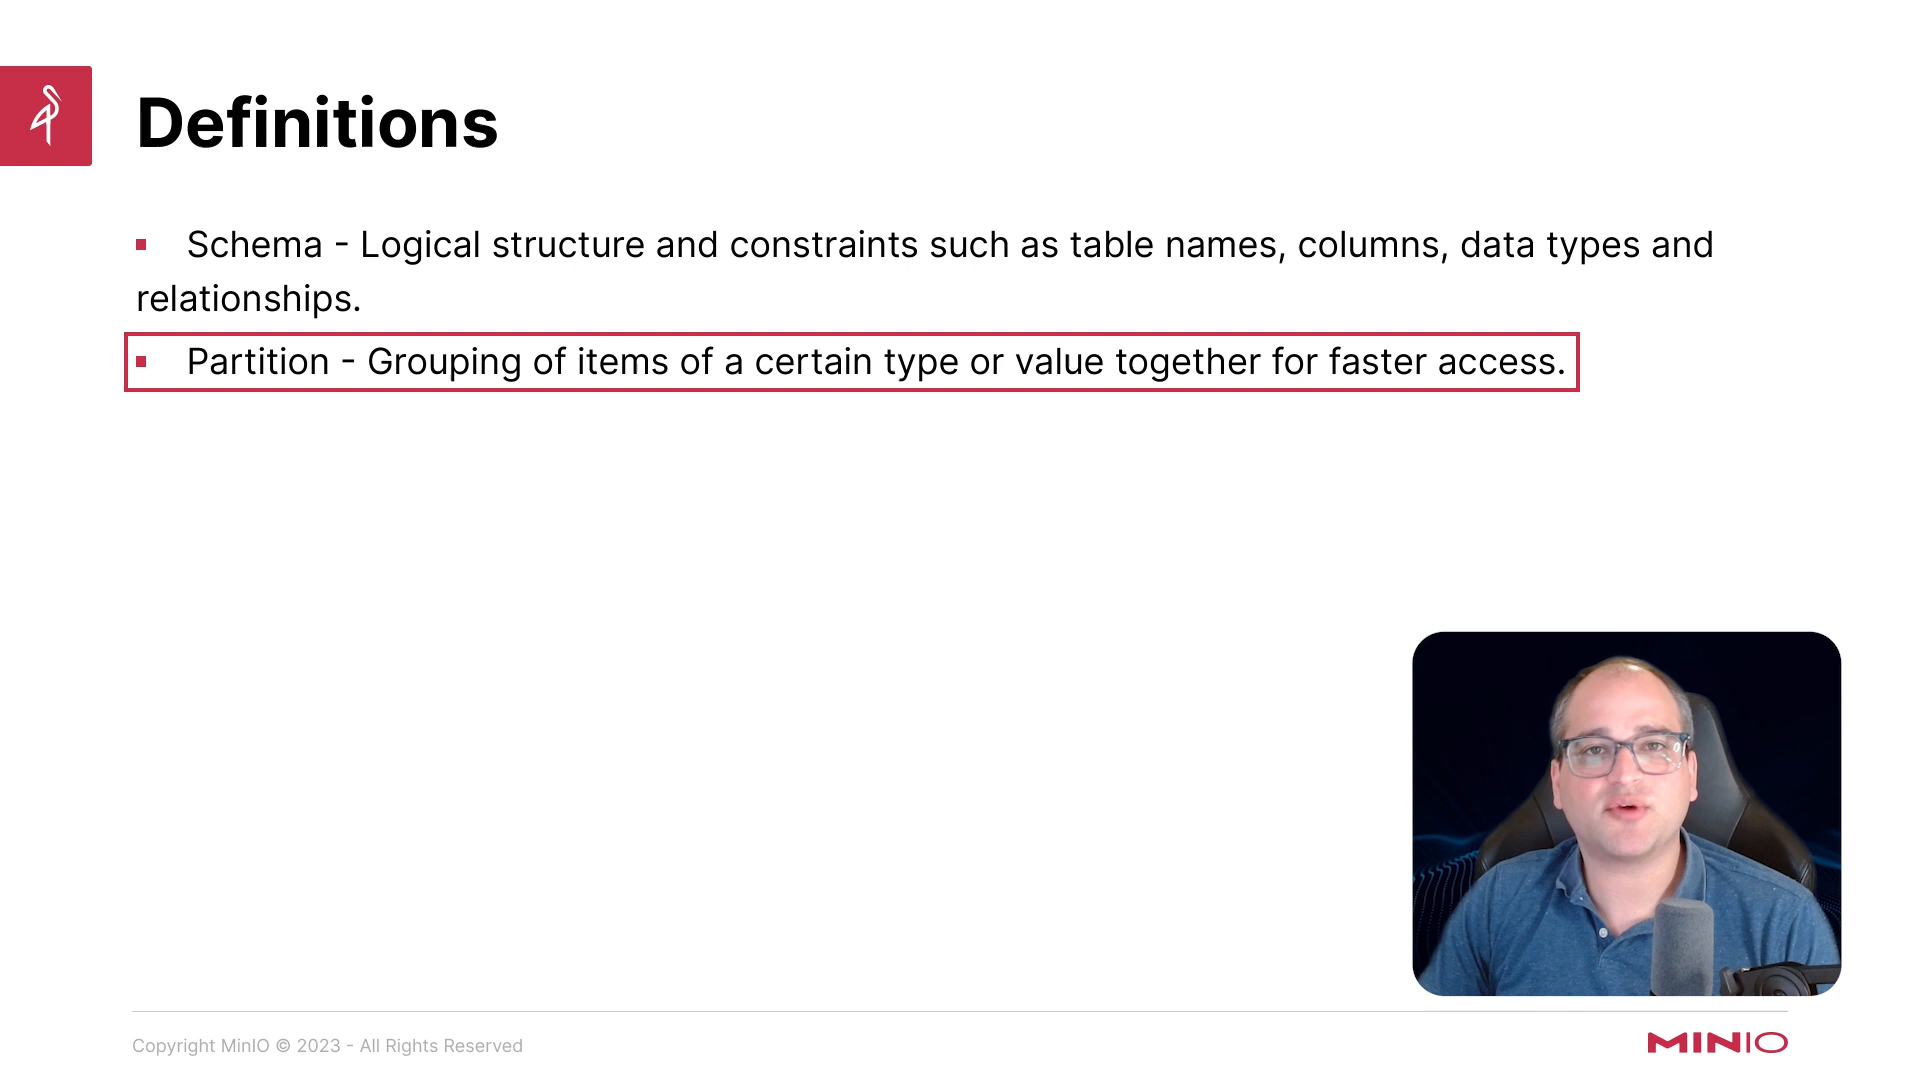 Definitions
▪ Schema - Logical structure and constraints such as table names, columns, data types and
relationships.
▪ Partition - Grouping of items of a certain type or value together for faster access.
Copyright MinIO © 2023 - All Rights Reserved
MINIO